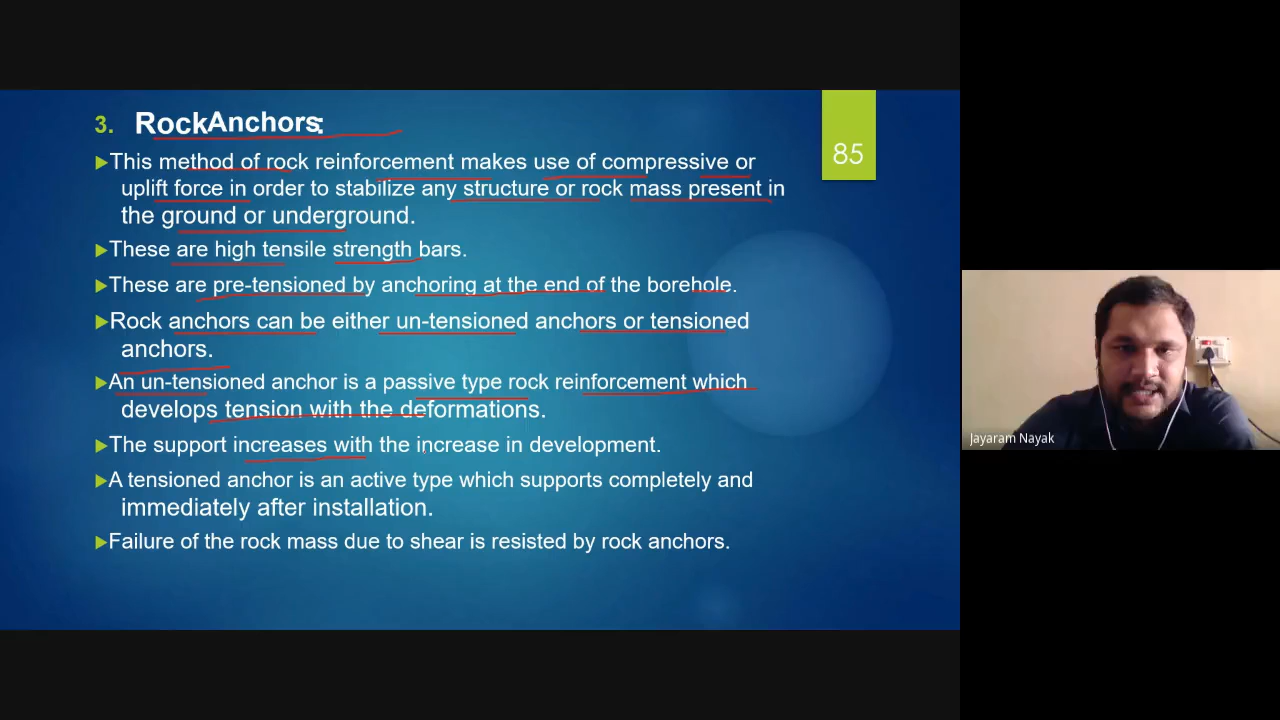 3. RockAnchors:
85
▶This method of rock reinforcement makes use of compressive or
uplift force in order to stabilize any structure or rock mass present in
the ground or underground.
▶These are high tensile strength bars.
▶These are pre-tensioned by anchoring at the end of the borehole.
▶Rock anchors can be either un-tensioned anchors or tensioned
anchors.
▶An un-tensioned anchor is a passive type rock reinforcement which
develops tension with the deformations.
▶The support increases with the increase in development.
▶A tensioned anchor is an active type which supports completely and
immediately after installation.
▶Failure of the rock mass due to shear is resisted by rock anchors.
Jayaram Nayak